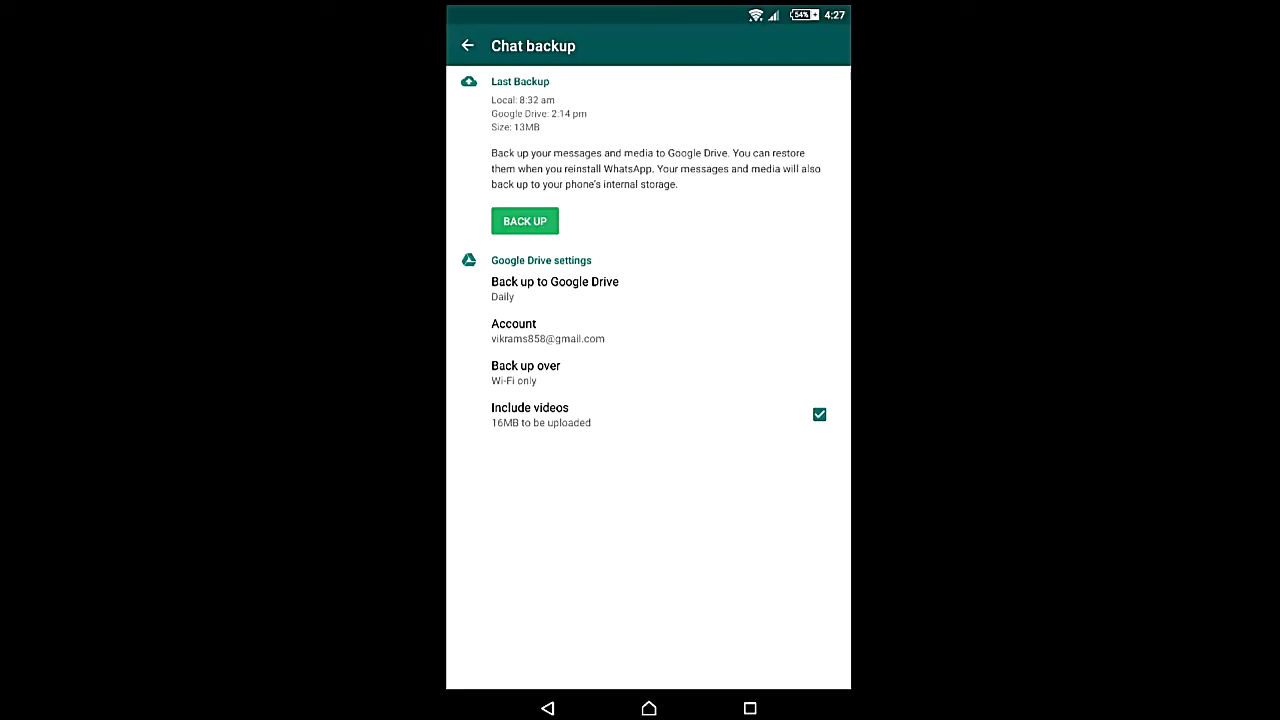 54% 4:27
Chat backup
Last Backup
Local: 8:32 am
Google Drive: 2:14 pm
Size: 13MB
Back up your messages and media to Google Drive. You can restore
them when you reinstall WhatsApp. Your messages and media will also
back up to your phone's internal storage.
BACK UP
Google Drive settings
Back up to Google Drive
Daily
Account
vikrams858@gmail.com
Back up over
Wi-Fi only
Include videos
16MB to be uploaded